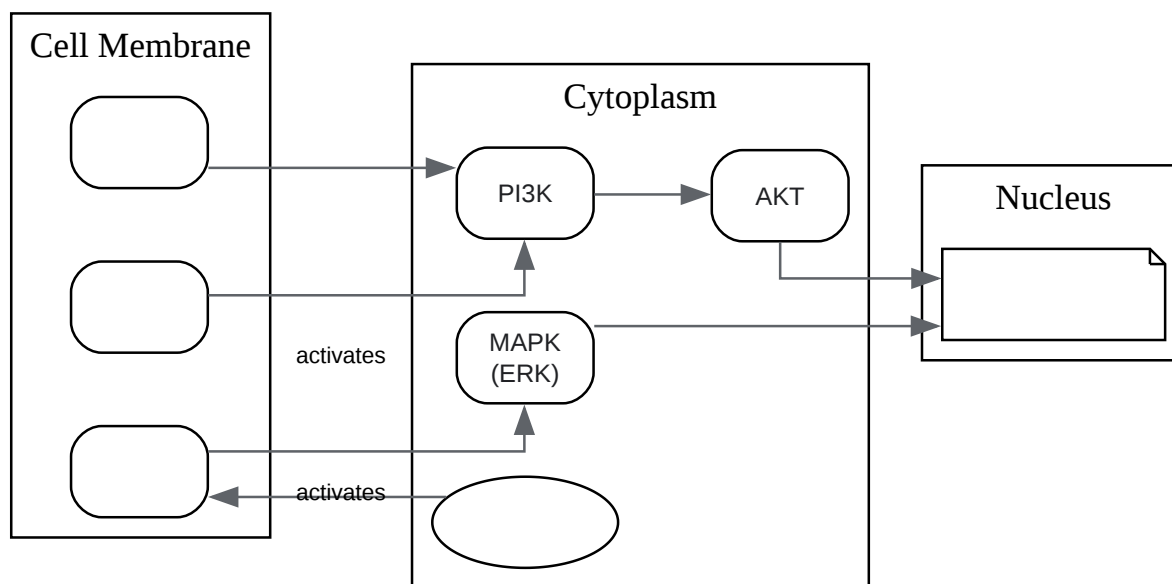 Cell Membrane
Cytoplasm
PI3K
AKT
Nucleus
MAPK
(ERK)
activates
activates